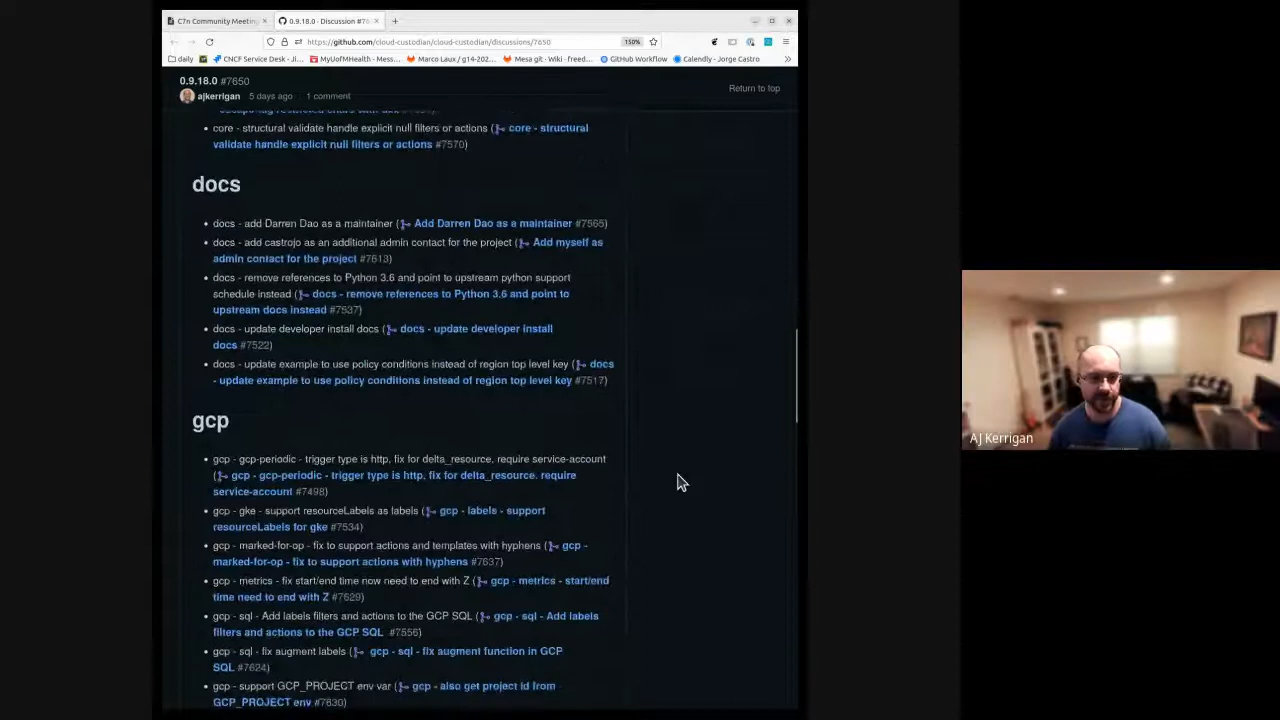 C7n Community Meeting
0.9.18.0 · Discussion #76
https://github.com/cloud-custodian/cloud-custodian/discussions/7650
150%
daily
CNCF Service Desk - Ji...
MyUofMHealth - Mess...
Marco Laux / g14-202...
Mesa git · Wiki · freed...
GitHub Workflow
Calendly - Jorge Castro
0.9.18.0 #7650
Return to top
ajkerrigan 5 days ago · 1 comment
core - structural validate handle explicit null filters or actions ( core - structural
validate handle explicit null filters or actions #7570)
docs
docs - add Darren Dao as a maintainer ( Add Darren Dao as a maintainer #7565)
docs - add castrojo as an additional admin contact for the project ( Add myself as
admin contact for the project #7613)
docs - remove references to Python 3.6 and point to upstream python support
schedule instead ( docs - remove references to Python 3.6 and point to
upstream docs instead #7537)
docs - update developer install docs ( docs - update developer install
docs #7522)
docs - update example to use policy conditions instead of region top level key ( docs
- update example to use policy conditions instead of region top level key #7517)
gcp
gcp - gcp-periodic - trigger type is http, fix for delta_resource. require service-account
( gcp - gcp-periodic - trigger type is http, fix for delta_resource. require
service-account #7498)
gcp - gke - support resourceLabels as labels ( gcp - labels - support
resourceLabels for gke #7534)
gcp - marked-for-op - fix to support actions and templates with hyphens ( gcp -
marked-for-op - fix to support actions with hyphens #7637)
gcp - metrics - fix start/end time now need to end with Z ( gcp - metrics - start/end
time need to end with Z #7629)
gcp - sql - Add labels filters and actions to the GCP SQL ( gcp - sql - Add labels
filters and actions to the GCP SQL #7556)
gcp - sql - fix augment labels ( gcp - sql - fix augment function in GCP
SQL #7624)
gcp - support GCP_PROJECT env var ( gcp - also get project id from
GCP_PROJECT env #7630)
AJ Kerrigan